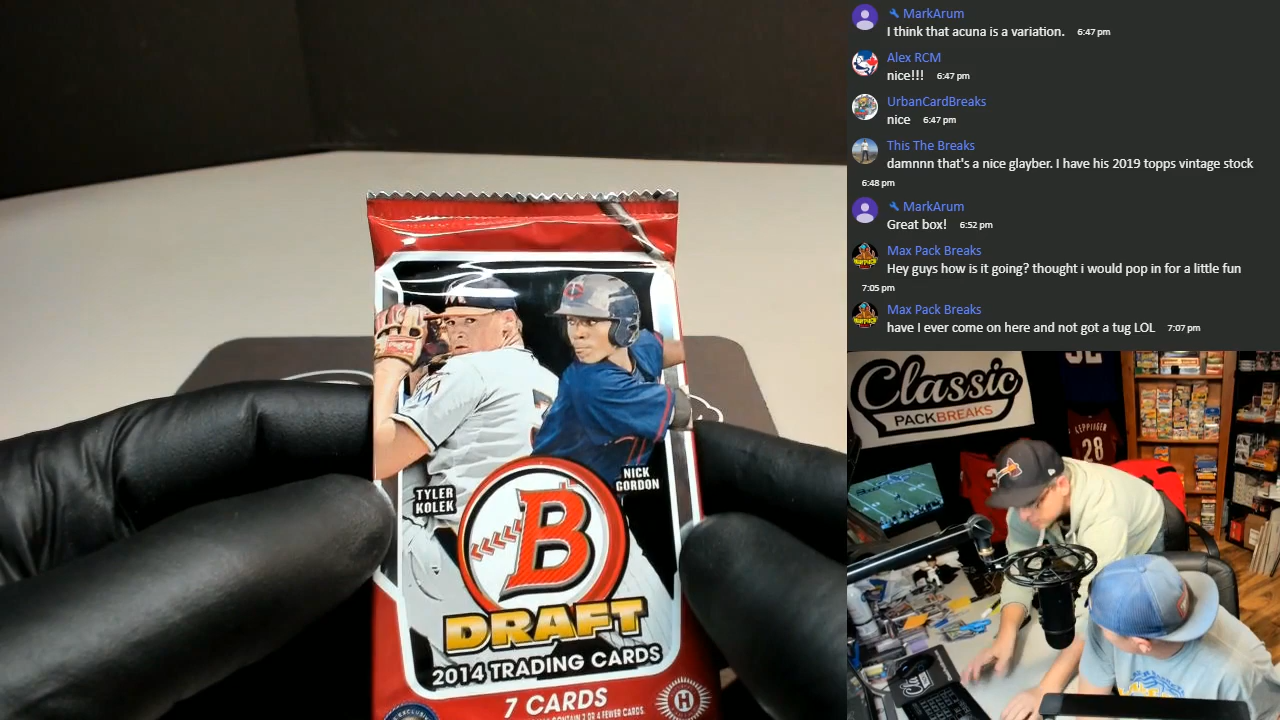 MarkArum
I think that acuna is a variation. 6:47 pm
Alex RCM
nice!!! 6:47 pm
UrbanCardBreaks
nice 6:47 pm
This The Breaks
damnnn that's a nice glayber. I have his 2019 topps vintage stock
6:48 pm
MarkArum
Great box! 6:52 pm
Max Pack Breaks
Hey guys how is it going? thought i would pop in for a little fun
7:05 pm
Max Pack Breaks
have I ever come on here and not got a tug LOL 7:07 pm
TYLER
KOLEK
NICK
GORDON
B
DRAFT
2014 TRADING CARDS
7 CARDS
H
Classic
PACKBREAKS
LEPPINGER
28